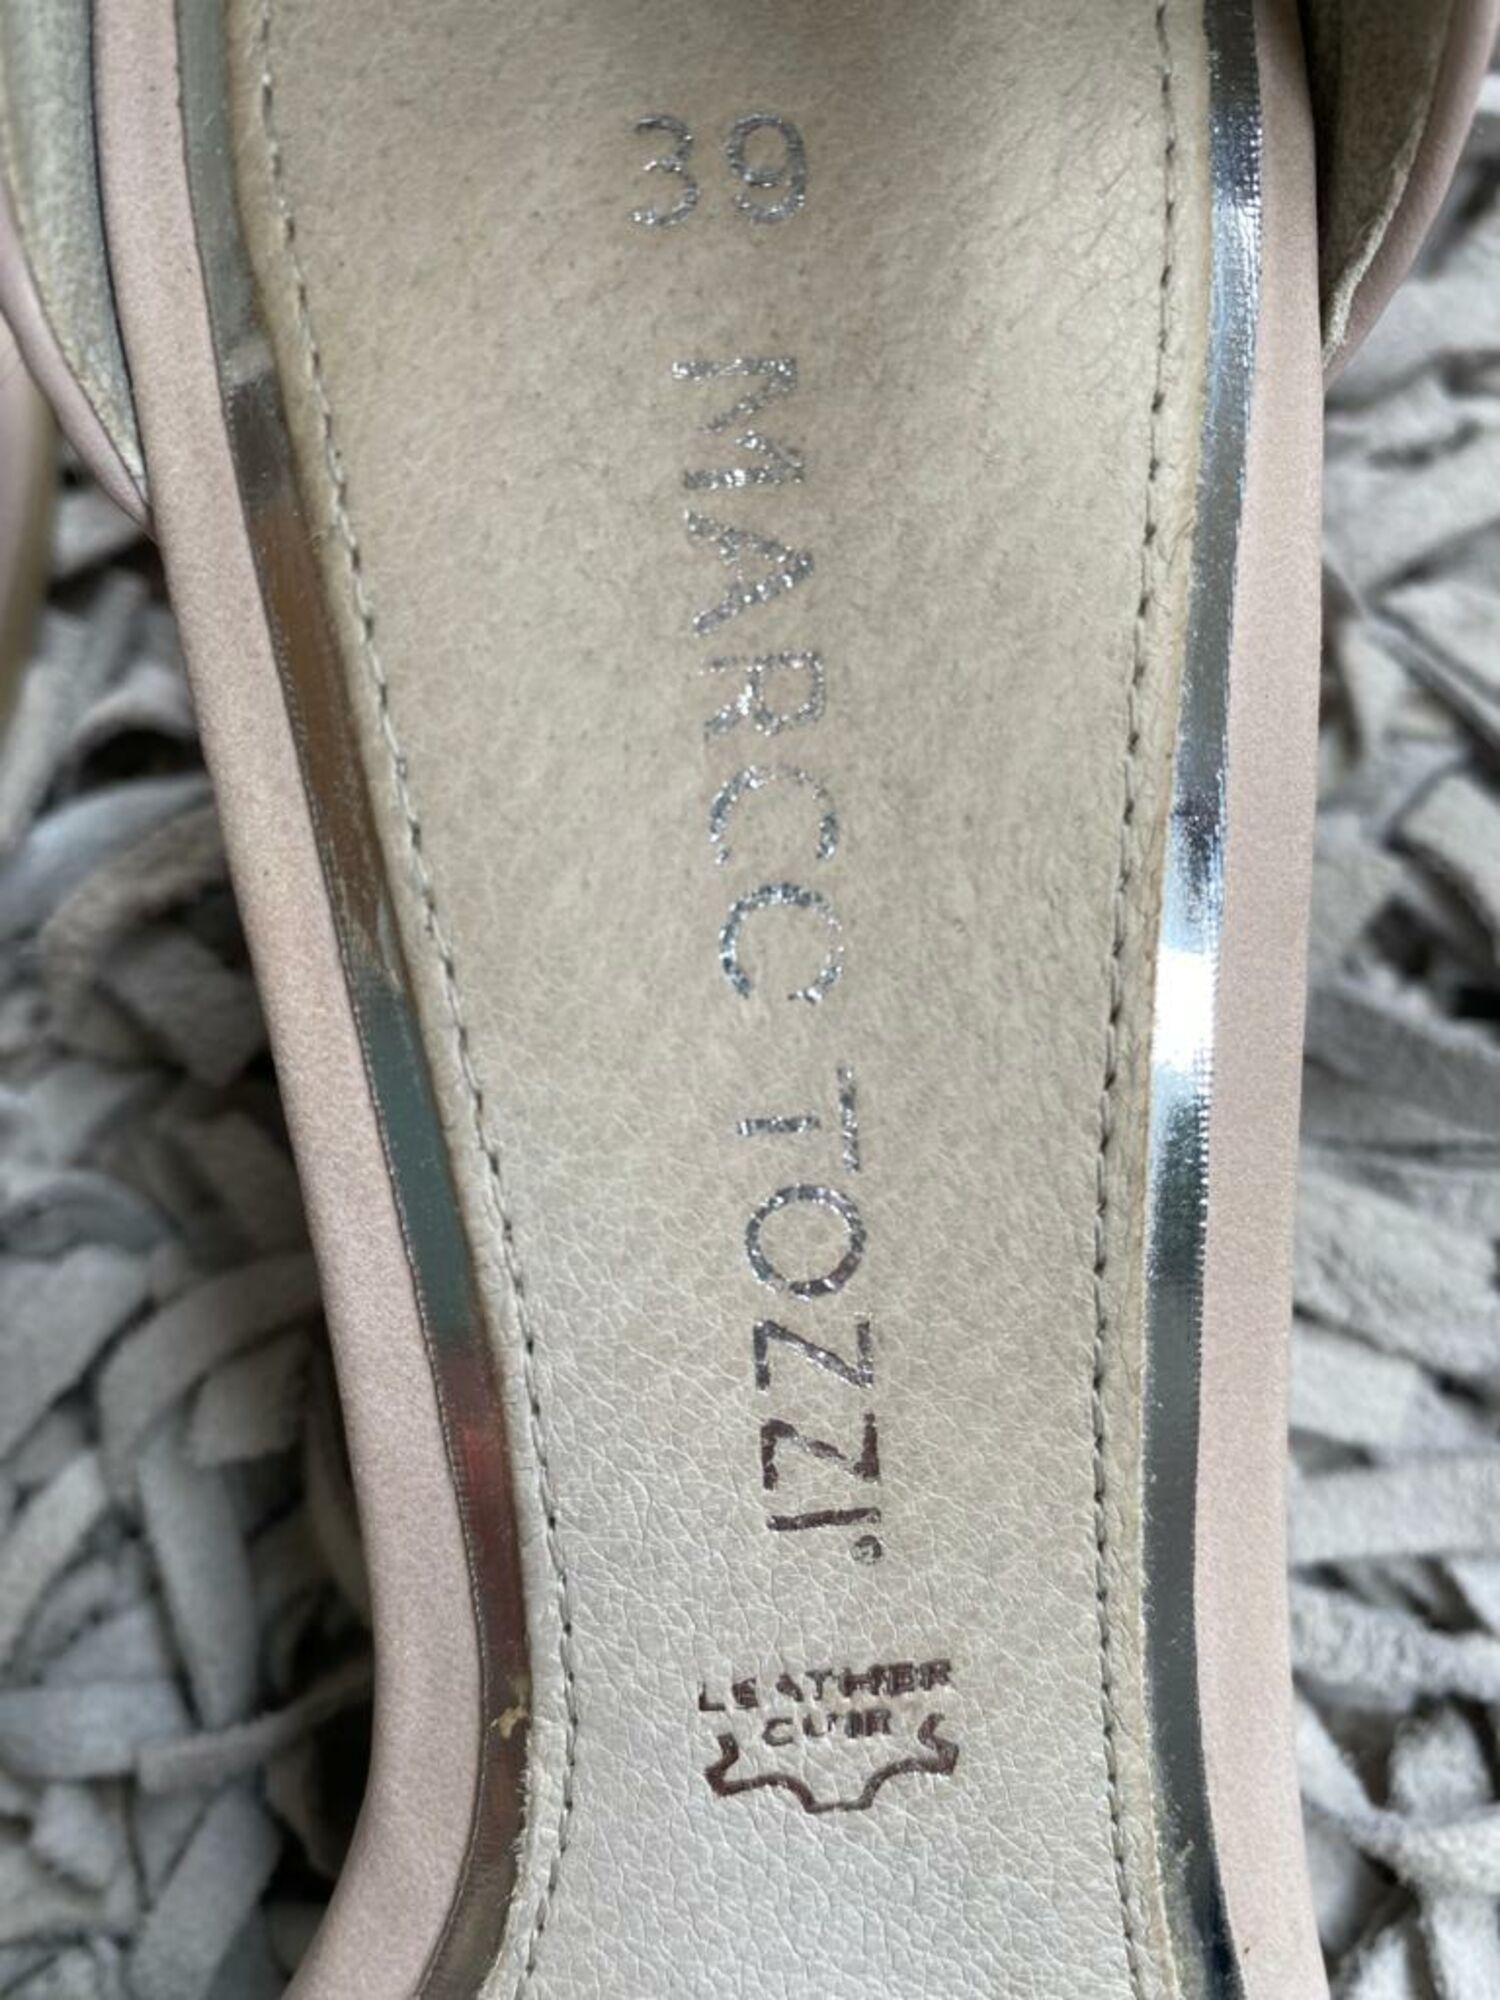 39
MARCO TOZZI
LEATHER
CUIR